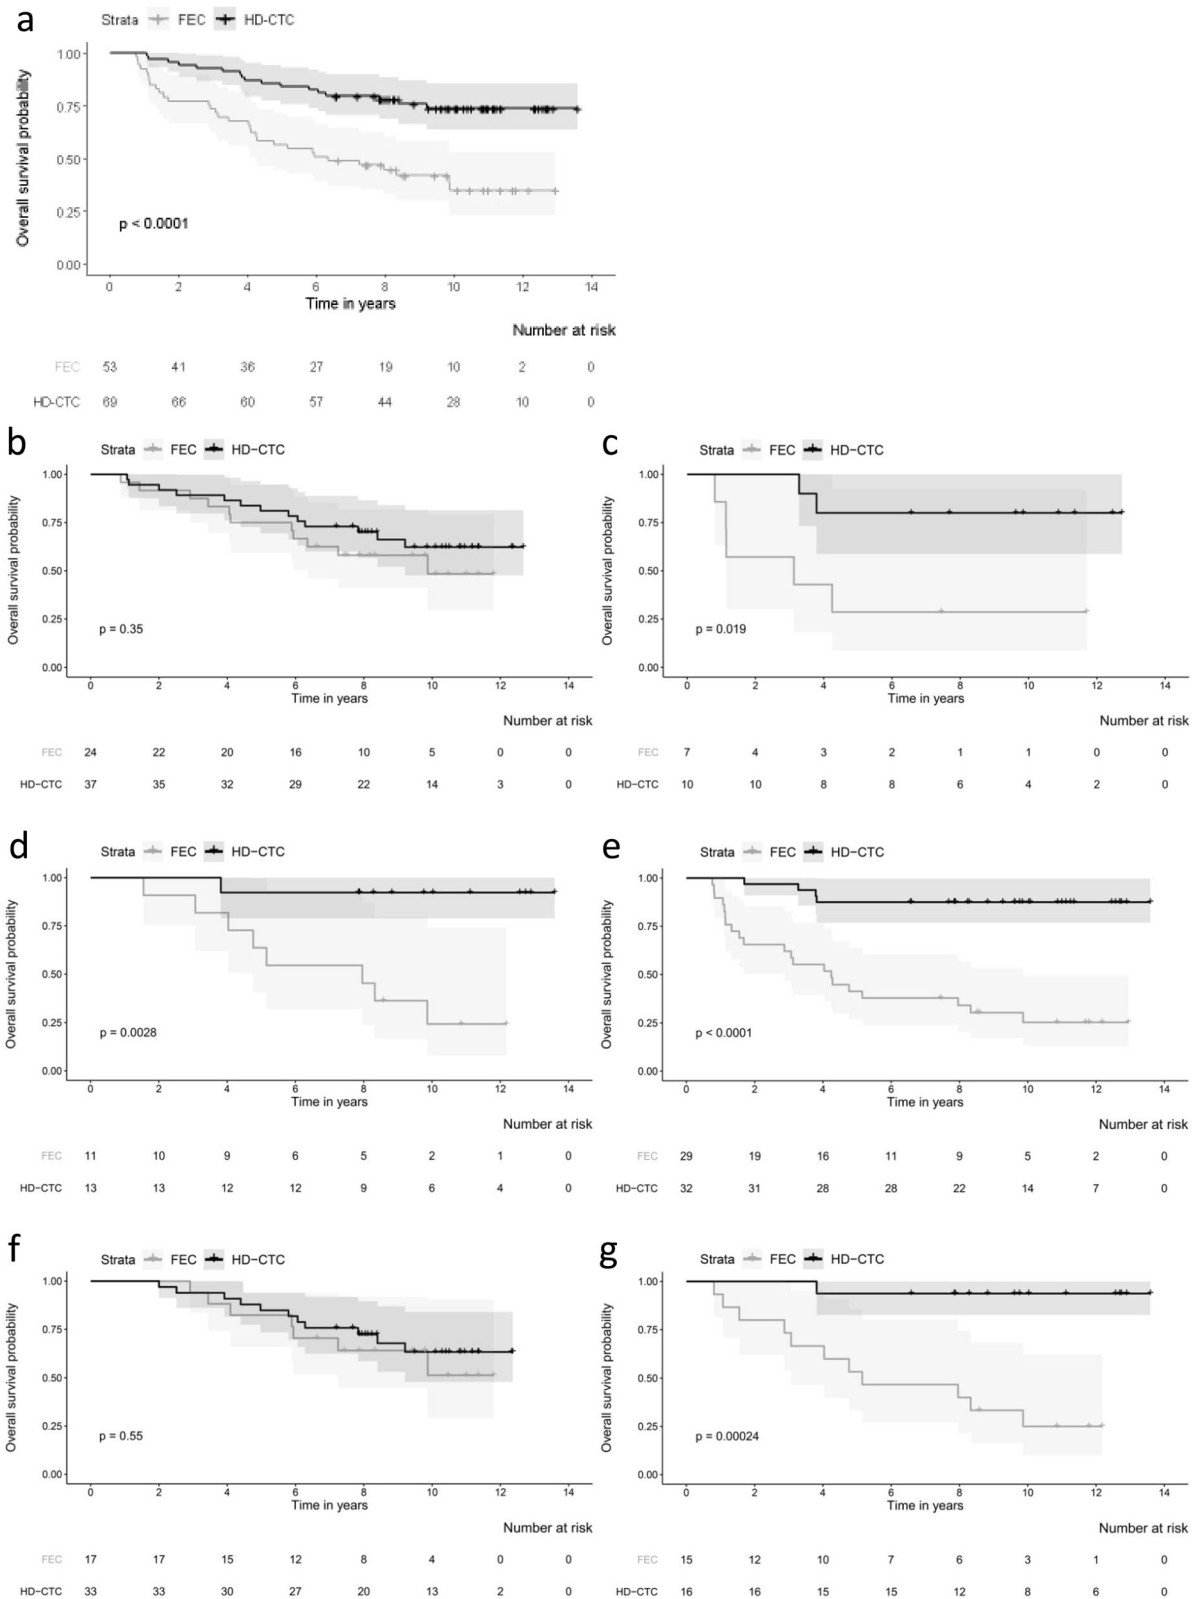 a
Strata FEC HD-CTC
Overall survival probability
1.00
0.75
0.50
0.25
0.00
p < 0.0001
0 2 4 6 8 10 12 14
Time in years
Number at risk
FEC 53 41 36 27 19 10 2 0
HD-CTC 69 66 60 57 44 28 10 0
b
Strata FEC HD-CTC
Overall survival probability
1.00
0.75
0.50
0.25
0.00
p = 0.35
0 2 4 6 8 10 12 14
Time in years
Number at risk
FEC 24 22 20 16 10 5 0 0
HD-CTC 37 35 32 29 22 14 3 0
c
Strata FEC HD-CTC
Overall survival probability
1.00
0.75
0.50
0.25
0.00
p = 0.019
0 2 4 6 8 10 12 14
Time in years
Number at risk
FEC 7 4 3 2 1 1 0 0
HD-CTC 10 10 8 8 6 4 2 0
d
Strata FEC HD-CTC
Overall survival probability
1.00
0.75
0.50
0.25
0.00
p = 0.0028
0 2 4 6 8 10 12 14
Time in years
Number at risk
FEC 11 10 9 6 5 2 1 0
HD-CTC 13 13 12 12 9 6 4 0
e
Strata FEC HD-CTC
Overall survival probability
1.00
0.75
0.50
0.25
0.00
p < 0.0001
0 2 4 6 8 10 12 14
Time in years
Number at risk
FEC 29 19 16 11 9 5 2 0
HD-CTC 32 31 28 28 22 14 7 0
f
Strata FEC HD-CTC
Overall survival probability
1.00
0.75
0.50
0.25
0.00
p = 0.55
0 2 4 6 8 10 12 14
Time in years
Number at risk
FEC 17 17 15 12 8 4 0 0
HD-CTC 33 33 30 27 20 13 2 0
g
Strata FEC HD-CTC
Overall survival probability
1.00
0.75
0.50
0.25
0.00
p = 0.00024
0 2 4 6 8 10 12 14
Time in years
Number at risk
FEC 15 12 10 7 6 3 1 0
HD-CTC 16 16 15 15 12 8 6 0